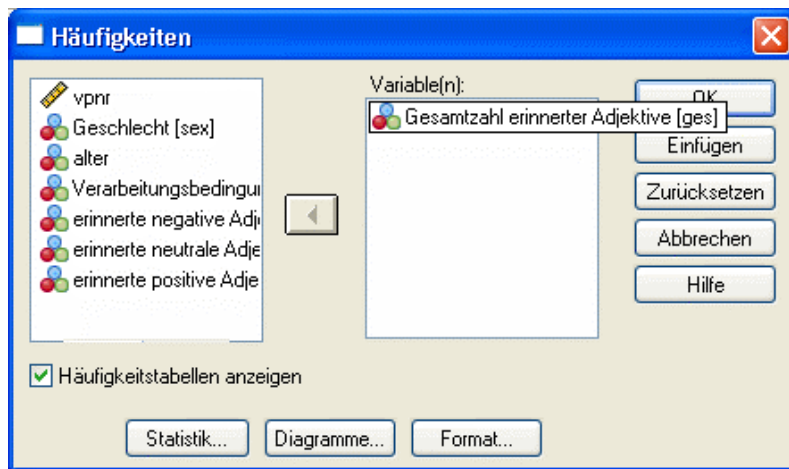 Häufigkeiten
vpnr
Geschlecht [sex]
alter
Verarbeitungsbedingu
erinnerte negative Adj
erinnerte neutrale Adje
erinnerte positive Adje
Variable(n):
Gesamtzahl erinnerter Adjektive [ges]
OK
Einfügen
Zurücksetzen
Abbrechen
Hilfe
Häufigkeitstabellen anzeigen
Statistik...
Diagramme...
Format...